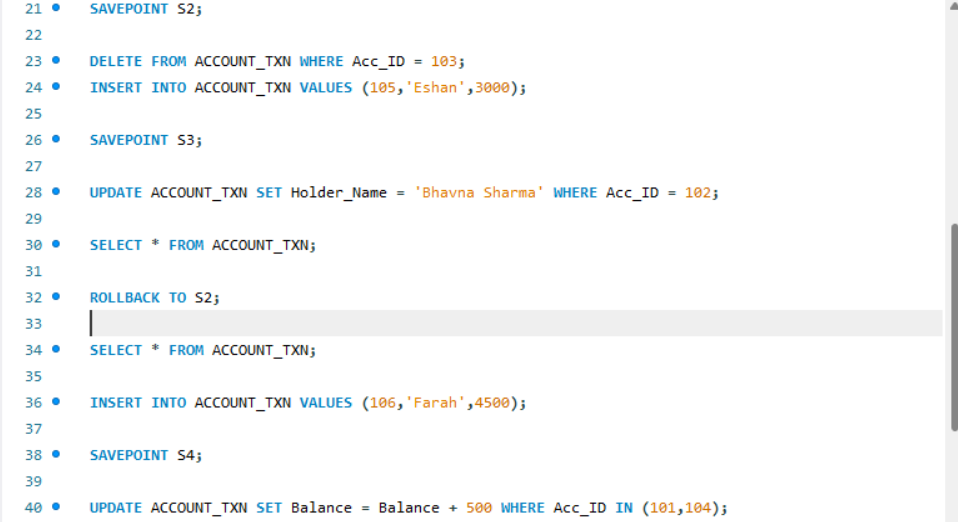 21 SAVEPOINT S2;
22
23 DELETE FROM ACCOUNT_TXN WHERE Acc_ID = 103;
24 INSERT INTO ACCOUNT_TXN VALUES (105,'Eshan',3000);
25
26 SAVEPOINT S3;
27
28 UPDATE ACCOUNT_TXN SET Holder_Name = 'Bhavna Sharma' WHERE Acc_ID = 102;
29
30 SELECT * FROM ACCOUNT_TXN;
31
32 ROLLBACK TO S2;
33
34 SELECT * FROM ACCOUNT_TXN;
35
36 INSERT INTO ACCOUNT_TXN VALUES (106,'Farah',4500);
37
38 SAVEPOINT S4;
39
40 UPDATE ACCOUNT_TXN SET Balance = Balance + 500 WHERE Acc_ID IN (101,104);